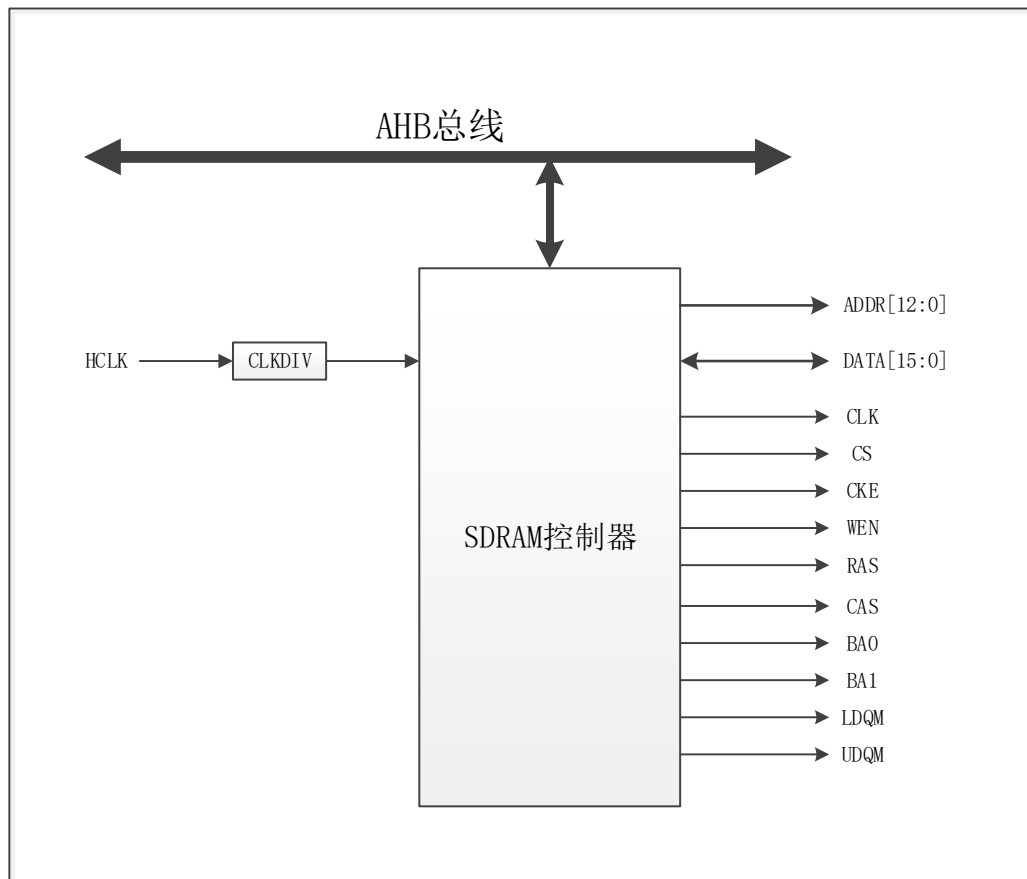 AHB总线
ADDR[12:0]
HCLK
CLKDIV
DATA[15:0]
CLK
CS
CKE
WEN
SDRAM控制器
RAS
CAS
BA0
BA1
LDQM
UDQM